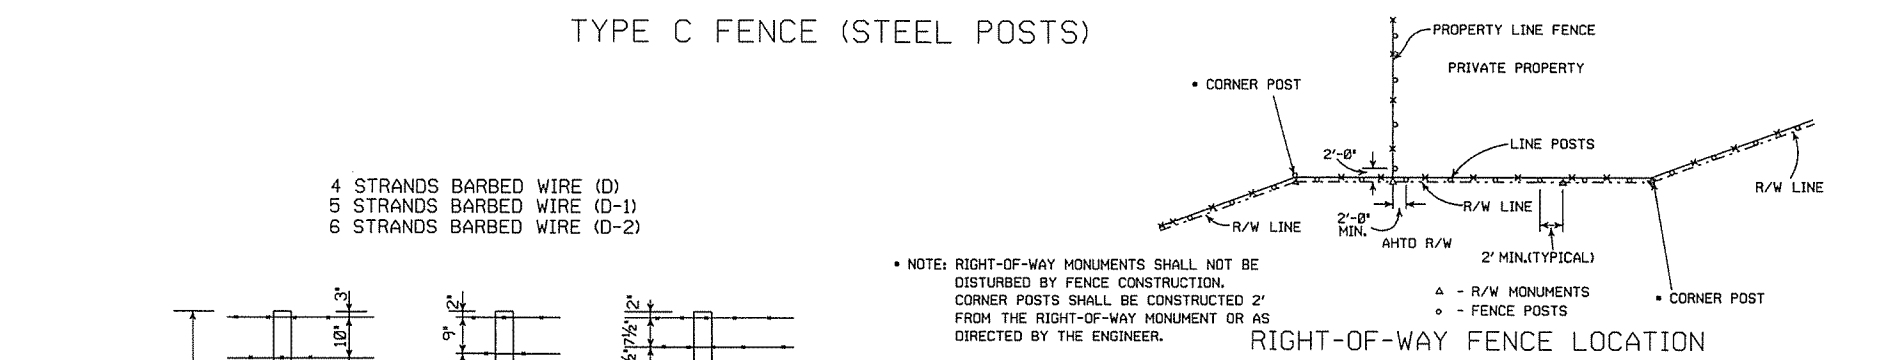 TYPE C FENCE (STEEL POSTS)
PROPERTY LINE FENCE
PRIVATE PROPERTY
• CORNER POST
LINE POSTS
2'-0"
R/W LINE
4 STRANDS BARBED WIRE (D)
5 STRANDS BARBED WIRE (D-1)
6 STRANDS BARBED WIRE (D-2)
R/W LINE
2'-0"
MIN.
R/W LINE
AHTD R/W
2' MIN.(TYPICAL)
• NOTE: RIGHT-OF-WAY MONUMENTS SHALL NOT BE
DISTURBED BY FENCE CONSTRUCTION.
CORNER POSTS SHALL BE CONSTRUCTED 2'
FROM THE RIGHT-OF-WAY MONUMENT OR AS
DIRECTED BY THE ENGINEER.
△ - R/W MONUMENTS
○ - FENCE POSTS
• CORNER POST
RIGHT-OF-WAY FENCE LOCATION
3"
10"
2"
9"
2"
7½"